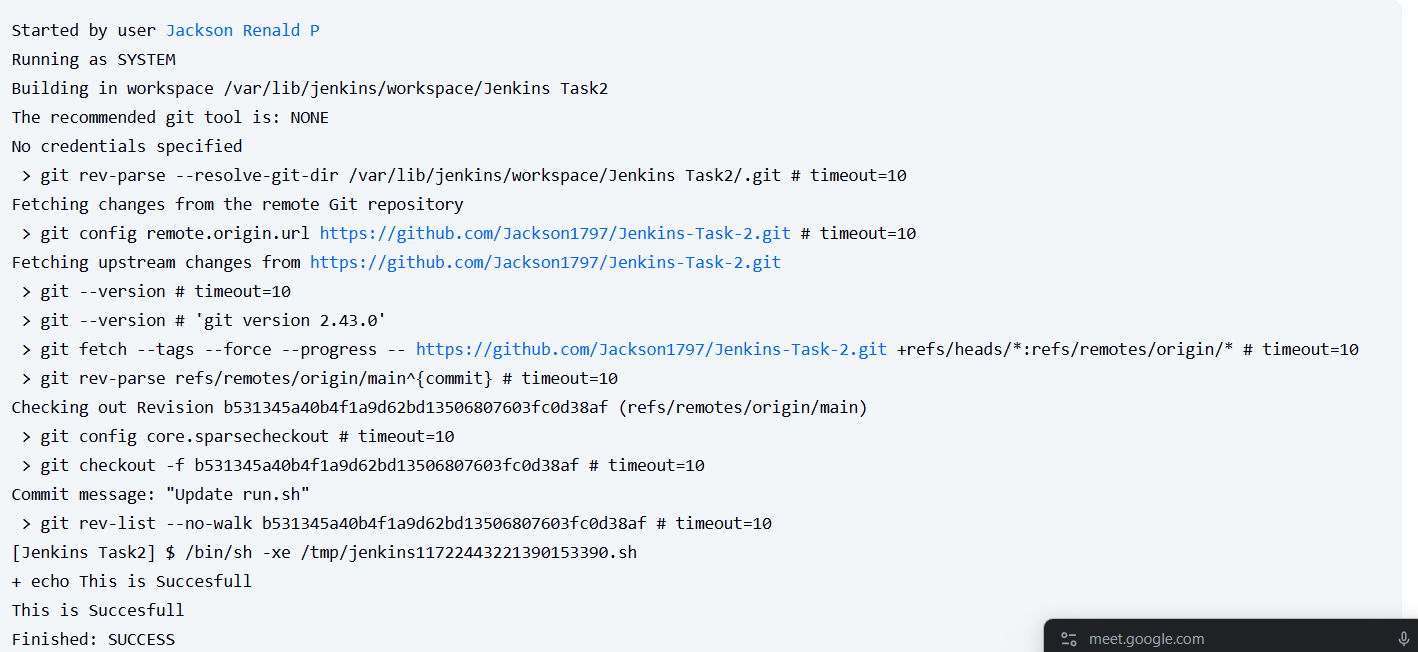 Started by user Jackson Renald P
Running as SYSTEM
Building in workspace /var/lib/jenkins/workspace/Jenkins Task2
The recommended git tool is: NONE
No credentials specified
 > git rev-parse --resolve-git-dir /var/lib/jenkins/workspace/Jenkins Task2/.git # timeout=10
Fetching changes from the remote Git repository
 > git config remote.origin.url https://github.com/Jackson1797/Jenkins-Task-2.git # timeout=10
Fetching upstream changes from https://github.com/Jackson1797/Jenkins-Task-2.git
 > git --version # timeout=10
 > git --version # 'git version 2.43.0'
 > git fetch --tags --force --progress -- https://github.com/Jackson1797/Jenkins-Task-2.git +refs/heads/*:refs/remotes/origin/* # timeout=10
 > git rev-parse refs/remotes/origin/main^{commit} # timeout=10
Checking out Revision b531345a40b4f1a9d62bd13506807603fc0d38af (refs/remotes/origin/main)
 > git config core.sparsecheckout # timeout=10
 > git checkout -f b531345a40b4f1a9d62bd13506807603fc0d38af # timeout=10
Commit message: "Update run.sh"
 > git rev-list --no-walk b531345a40b4f1a9d62bd13506807603fc0d38af # timeout=10
[Jenkins Task2] $ /bin/sh -xe /tmp/jenkins11722443221390153390.sh
+ echo This is Succesfull
This is Succesfull
Finished: SUCCESS
meet.google.com